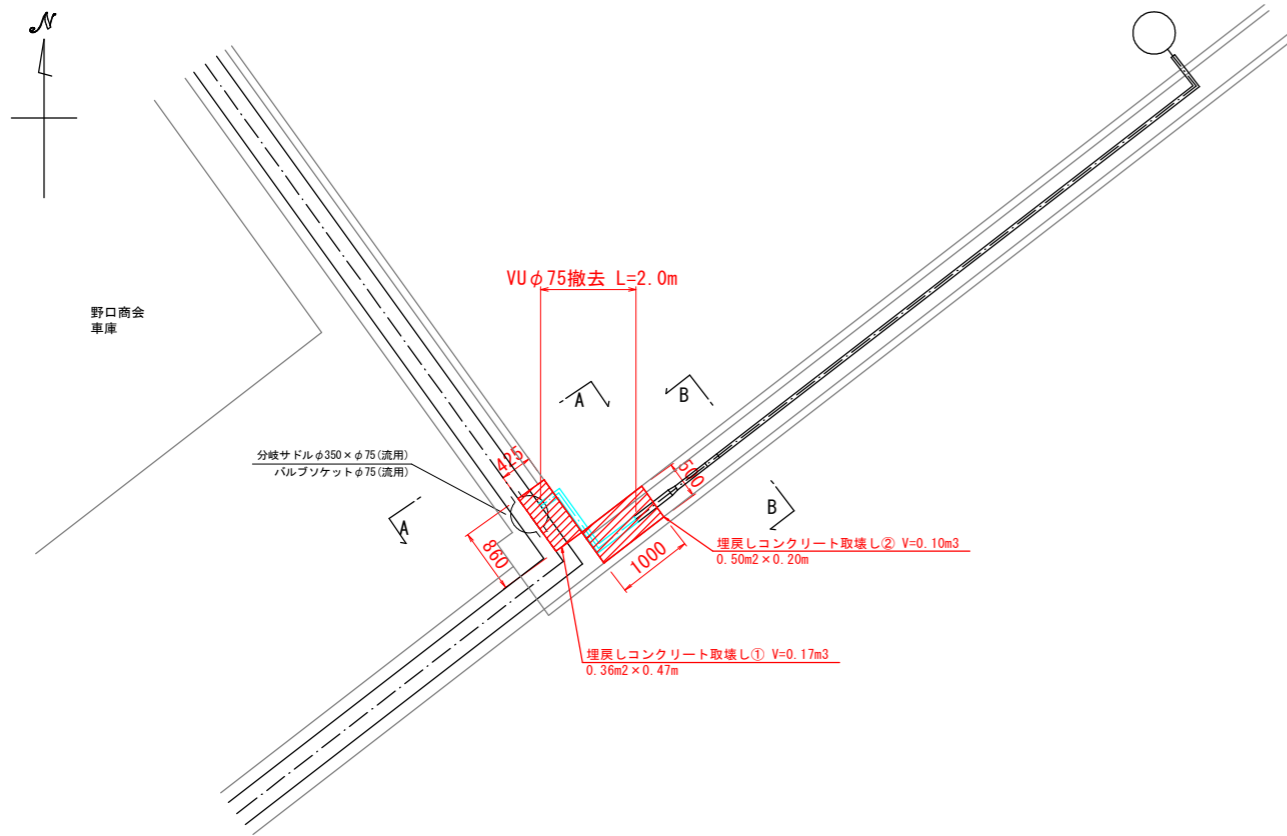 N
VUφ75撤去 L=2.0m
野口商会
車庫
A
B
分岐サドルφ350×φ75(流用)
バルブソケットφ75(流用)
425
500
A
B
860
1000
埋戻しコンクリート取壊し② V=0.10m3
0.50m2×0.20m
埋戻しコンクリート取壊し① V=0.17m3
0.36m2×0.47m